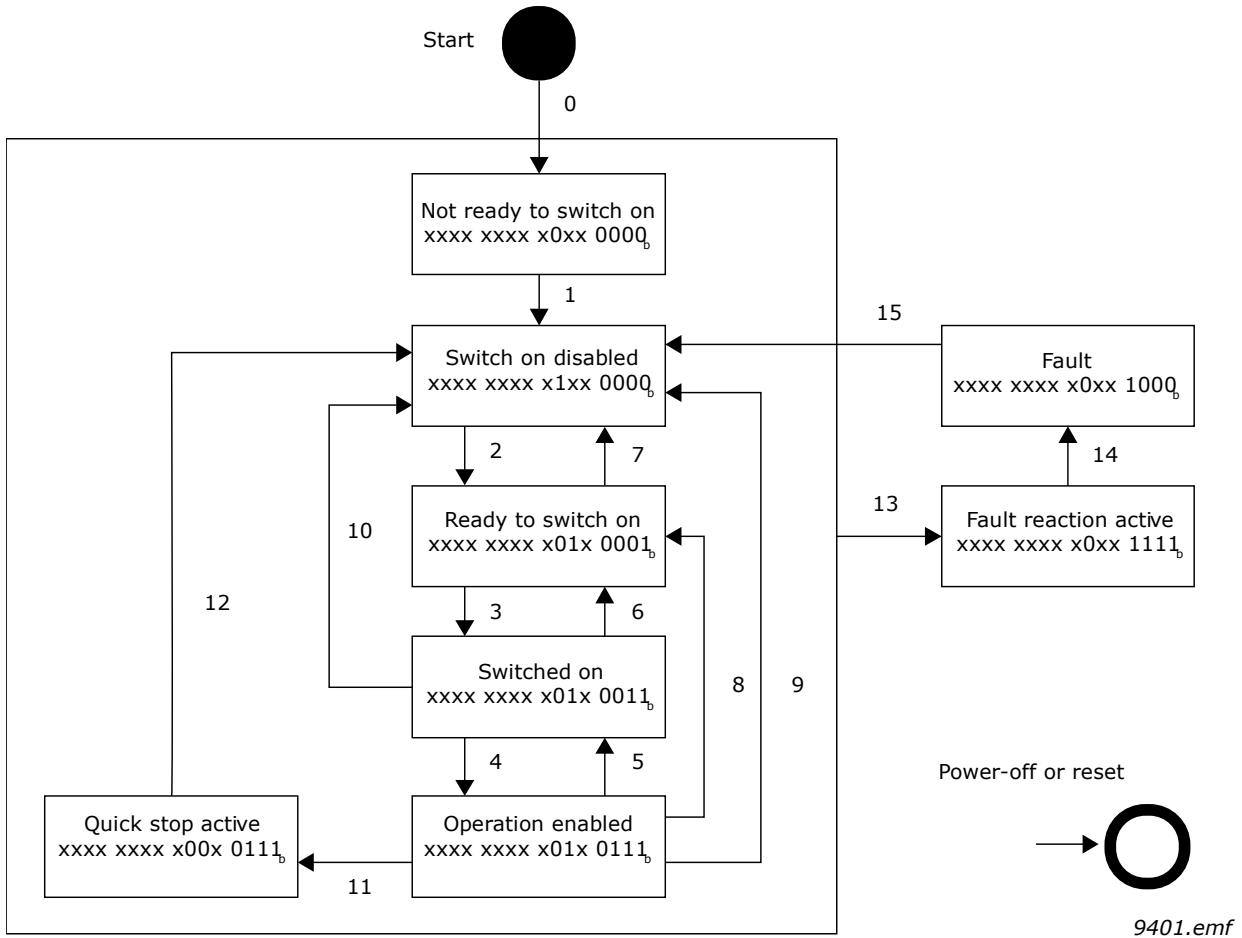 Start
0
Not ready to switch on
xxxx xxxx x0xx 0000b
1
15
Switch on disabled
xxxx xxxx x1xx 0000b
Fault
xxxx xxxx x0xx 1000b
2
7
14
10
Ready to switch on
xxxx xxxx x01x 0001b
13
Fault reaction active
xxxx xxxx x0xx 1111b
12
3
6
Switched on
xxxx xxxx x01x 0011b
8
9
4
5
Power-off or reset
Quick stop active
xxxx xxxx x00x 0111b
Operation enabled
xxxx xxxx x01x 0111b
11
9401.emf